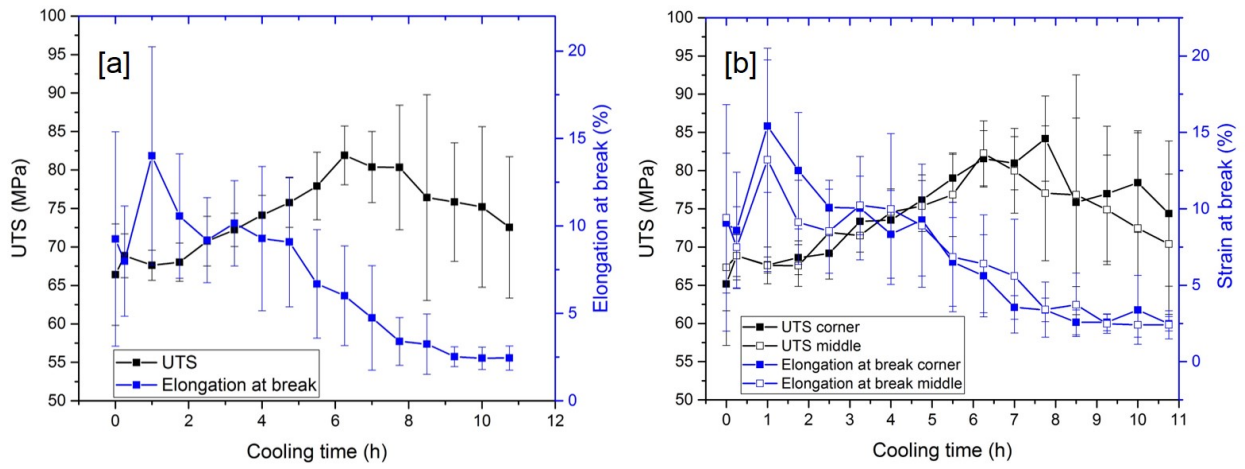 [a]
100
95
90
85
80
75
70
65
60
55
50
UTS (MPa)
20
15
10
5
0
Elongation at break (%)
UTS
Elongation at break
0 2 4 6 8 10 12
Cooling time (h)
[b]
100
95
90
85
80
75
70
65
60
55
50
UTS (MPa)
20
15
10
5
0
Strain at break (%)
UTS corner
UTS middle
Elongation at break corner
Elongation at break middle
0 1 2 3 4 5 6 7 8 9 10 11
Cooling time (h)